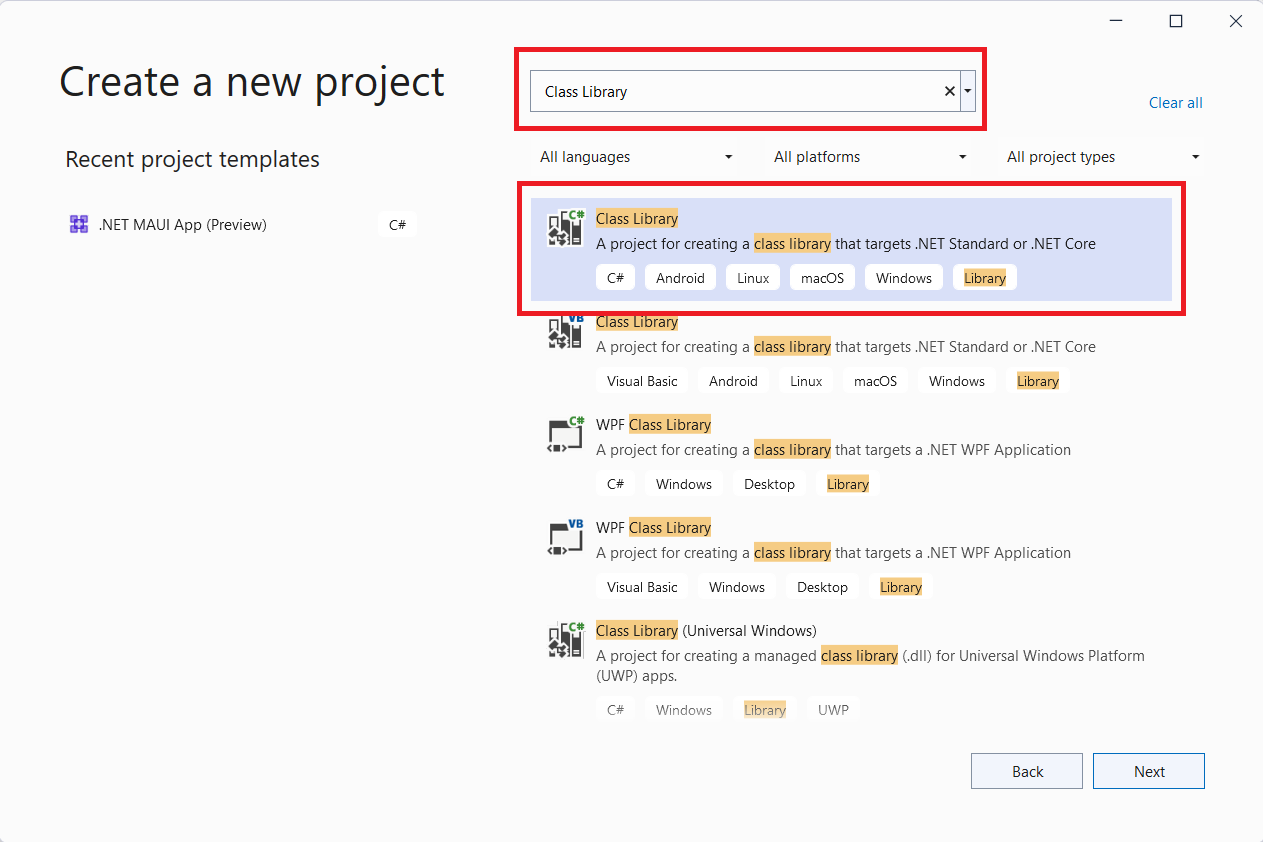 Create a new project
Class Library
Clear all
Recent project templates
All languages
All platforms
All project types
.NET MAUI App (Preview)
C#
C#
Class Library
A project for creating a class library that targets .NET Standard or .NET Core
C# Android Linux macOS Windows Library
VB
Class Library
A project for creating a class library that targets .NET Standard or .NET Core
Visual Basic Android Linux macOS Windows Library
C#
WPF Class Library
A project for creating a class library that targets a .NET WPF Application
C# Windows Desktop Library
VB
WPF Class Library
A project for creating a class library that targets a .NET WPF Application
Visual Basic Windows Desktop Library
C#
Class Library (Universal Windows)
A project for creating a managed class library (.dll) for Universal Windows Platform
(UWP) apps.
C# Windows Library UWP
Back
Next